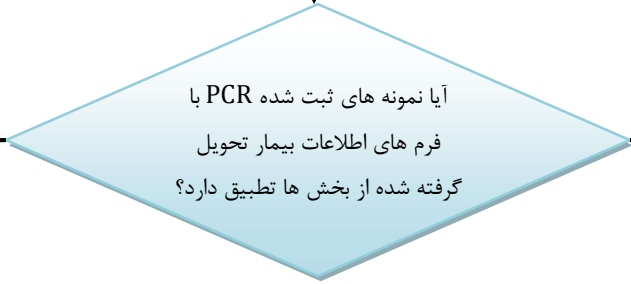 آیا نمونه های ثبت شده PCR با
فرم های اطلاعات بیمار تحویل
گرفته شده از بخش ها تطبیق دارد؟